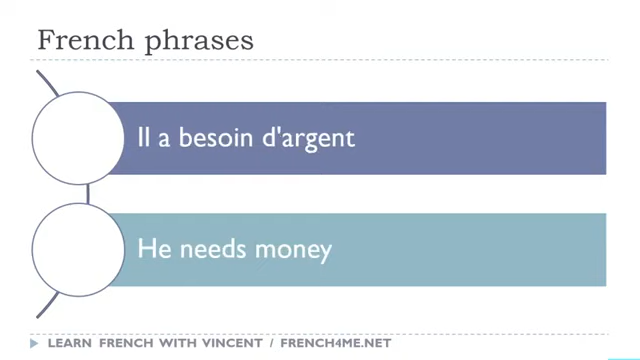 French phrases
Il a besoin d'argent
He needs money
LEARN FRENCH WITH VINCENT / FRENCH4ME.NET